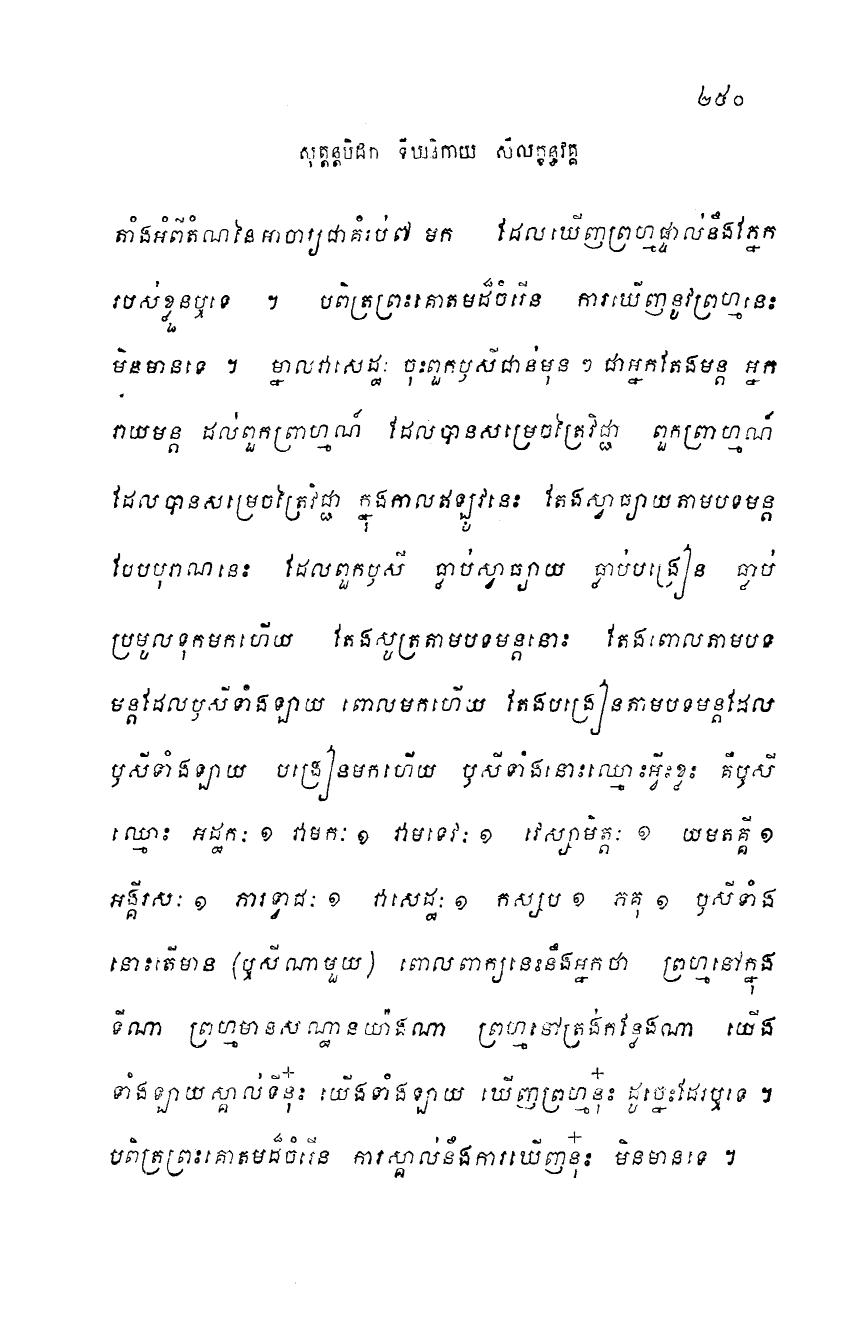 ២៥០
សុត្តន្តបិដក ទីឃនិកាយ សីលក្ខន្ធវគ្គ
តាំងអំពីតំណនៃអាចារ្យជាគំរប់៧ មក ដែលឃើញព្រហ្មផ្ទាល់នឹងភ្នែក
របស់ខ្លួនឬទេ ។ បពិត្រព្រះគោតមដ៏ចំរើន ការឃើញនូវព្រហ្មនេះ
មិនមានទេ ។ ម្នាលវាសេដ្ឋៈ ចុះពួកឫសីជាន់មុន ៗ ជាអ្នកតែងមន្ត អ្នក
រាយមន្ត ដល់ពួកព្រាហ្មណ៍ ដែលបានសម្រេចត្រៃវិជ្ជា ពួកព្រាហ្មណ៍
ដែលបានសម្រេចត្រៃវិជ្ជា ក្នុងកាលឥឡូវនេះ តែងស្វាធ្យាយតាមបទមន្ត
បែបបុរាណនេះ ដែលពួកឫសី ធ្លាប់ស្វាធ្យាយ ធ្លាប់បង្រៀន ធ្លាប់
ប្រមូលទុកមកហើយ តែងសូត្រតាមបទមន្តនោះ តែងពោលតាមបទ
មន្តដែលឫសីទាំងឡាយ ពោលមកហើយ តែងបង្រៀនតាមបទមន្តដែល
ឫសីទាំងឡាយ បង្រៀនមកហើយ ឫសីទាំងនោះឈ្មោះអ្វីះខ្លះ គឺឫសី
ឈ្មោះ អដ្ឋកៈ ១ វាមកៈ ១ វាមទេវៈ ១ វេស្សាមិត្តៈ ១ យមតគ្គី ១
អង្គីរសៈ ១ ភារទ្វាជៈ ១ វាសេដ្ឋៈ ១ កស្សប ១ ភគុ ១ ឫសីទាំង
នោះតើមាន (ឫសីណាមួយ) ពោលពាក្យនេះនឹងអ្នកថា ព្រហ្មនៅក្នុង
ទីណា ព្រហ្មមានសណ្ឋានយ៉ាងណា ព្រហ្មនៅត្រង់កន្លែងណា យើង
ទាំងឡាយស្គាល់ទីនុ៎ះ យើងទាំងឡាយ ឃើញព្រហ្មនុ៎ះ ដូច្នេះដែរឬទេ ។
បពិត្រព្រះគោតមដ៏ចំរើន ការស្គាល់នឹងការឃើញនុ៎ះ មិនមានទេ ។